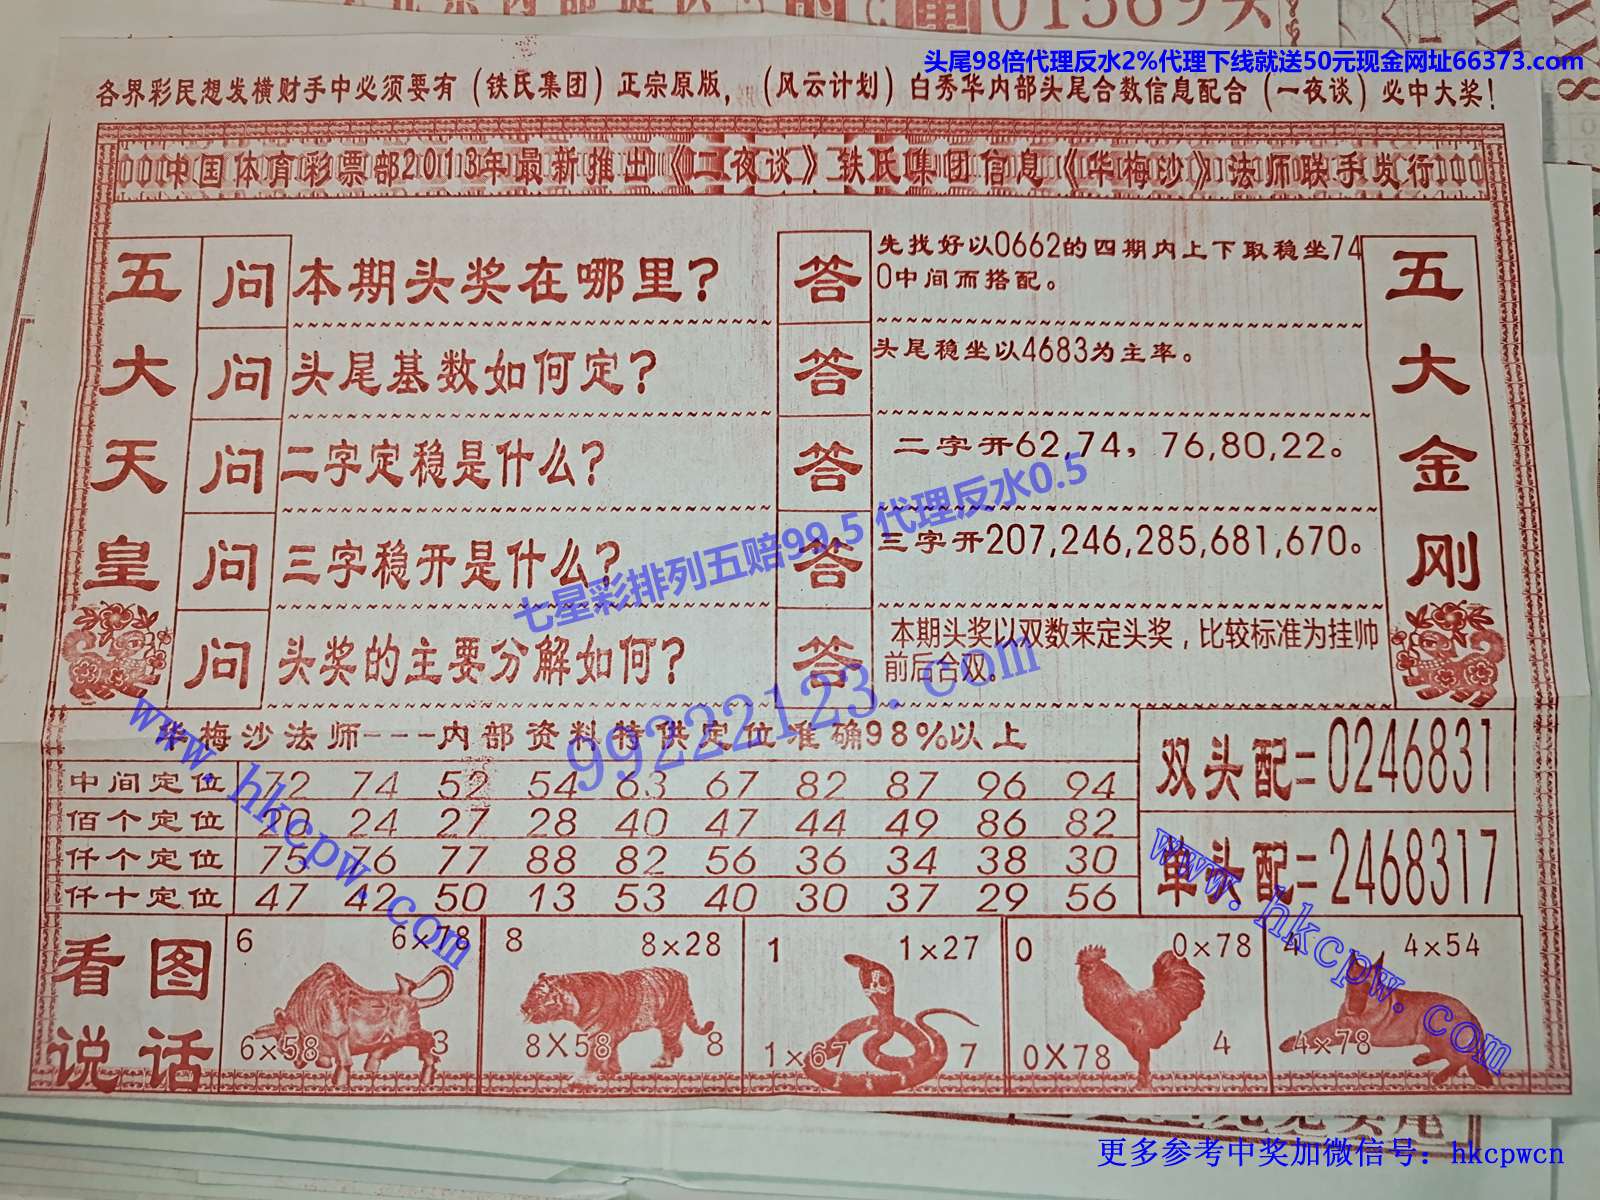 01569头
头尾98倍代理反水2%代理下线就送50元现金网址66373.com
各界彩民想发横财手中必须要有（铁氏集团）正宗原版，（风云计划）白秀华内部头尾合数信息配合（一夜谈）必中大奖！
中国体育彩票部2013年最新推出《二夜谈》铁氏集团信息《华梅沙》法师联手发行
五大天皇
问 本期头奖在哪里？
答 先找好以0662的四期内上下取稳坐74
0中间而搭配。
问 头尾基数如何定？
答 头尾稳坐以4683为主率。
问 二字定稳是什么？
答 二字开62,74，76,80,22。
问 三字稳开是什么？
答 三字开207,246,285,681,670。
问 头奖的主要分解如何？
答 本期头奖以双数来定头奖，比较标准为挂帅
前后合双。
五大金刚
七星彩排列五赔99.5 代理反水0.5
99222123.com
www.hkcpw.com
华梅沙法师---内部资料特供定位准确98%以上
中间定位 72 74 52 54 63 67 82 87 96 94
佰个定位 20 24 27 28 40 47 44 49 86 82
仟个定位 75 76 77 88 82 56 36 34 38 30
仟十定位 47 42 50 13 53 40 30 37 29 56
双头配=0246831
单头配=2468317
www.hkcpw.com
看图
说话
6 6×78
6×58 3
8 8×28
8X58 8
1 1×27
1×67 7
0 0×78
0X78 4
4 4×54
4×78
更多参考中奖加微信号：hkcpwcn